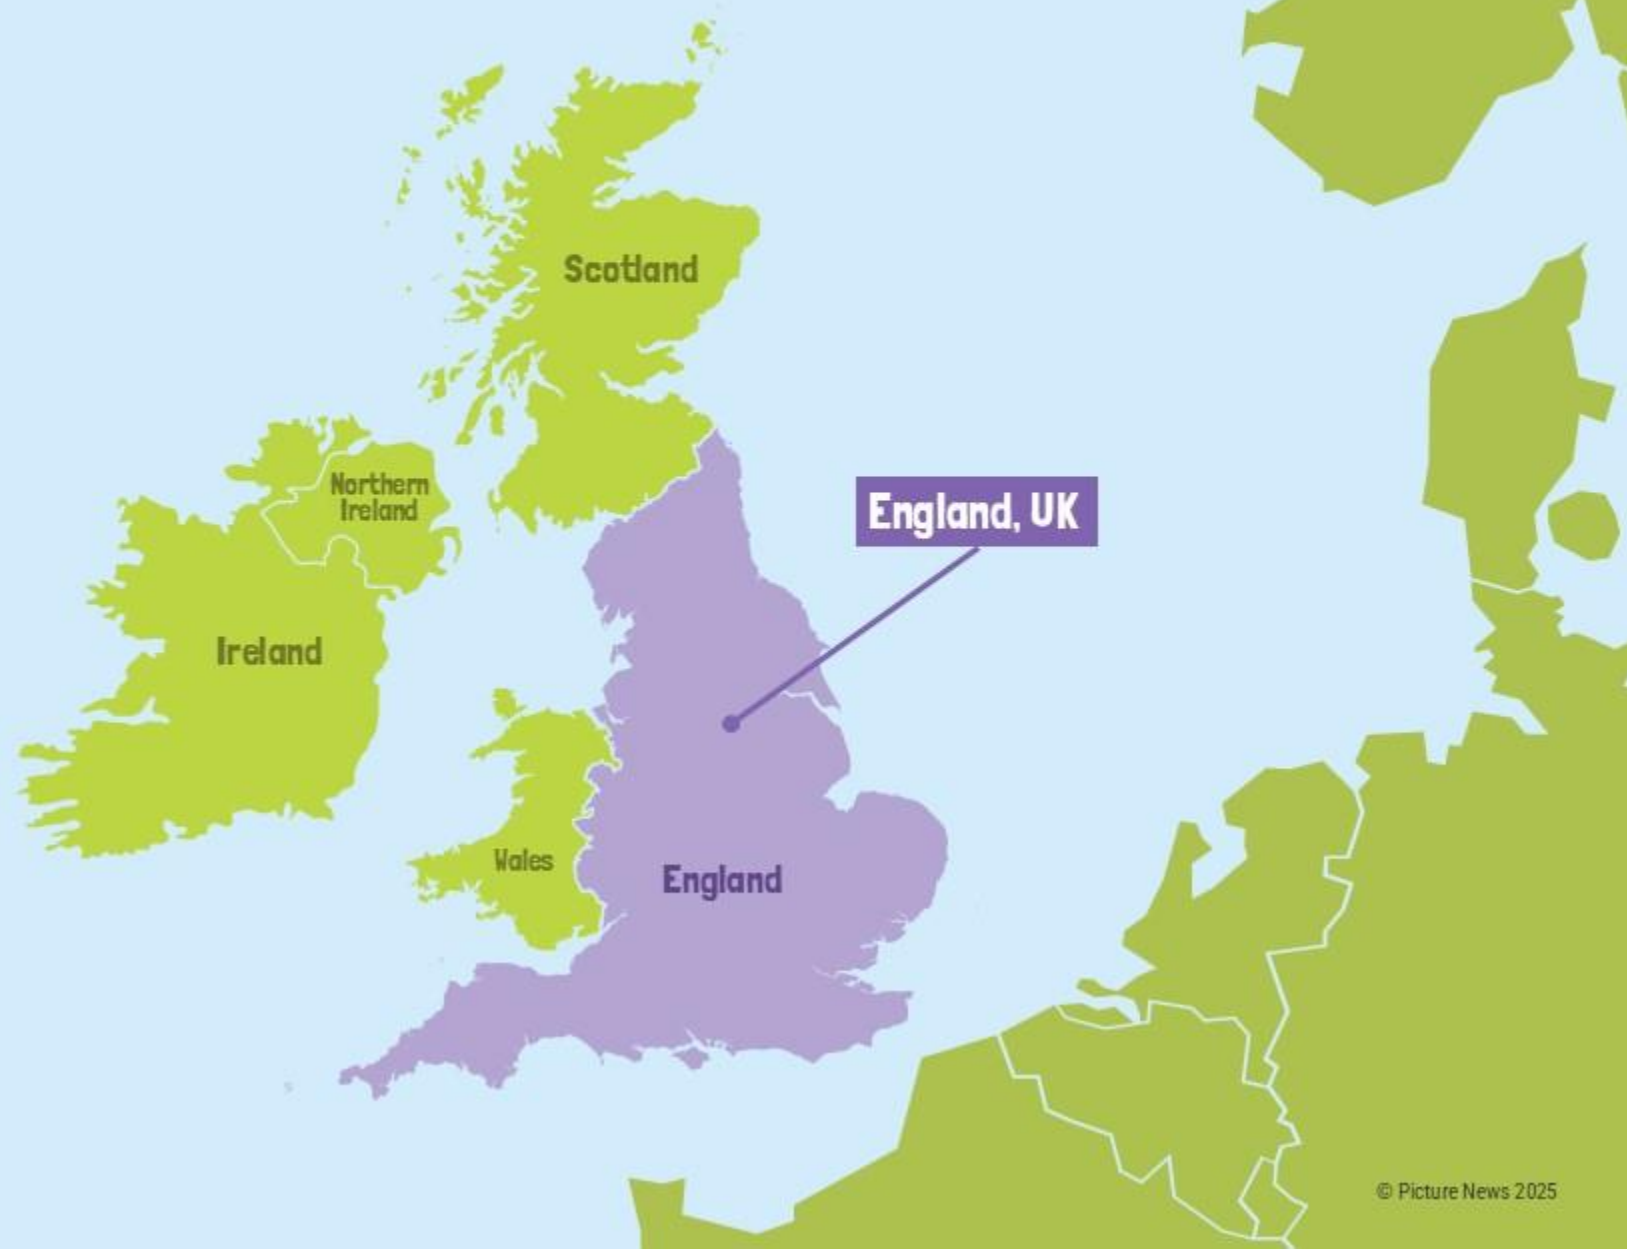 Scotland
Northern
Ireland
England, UK
Ireland
Wales
England
© Picture News 2025